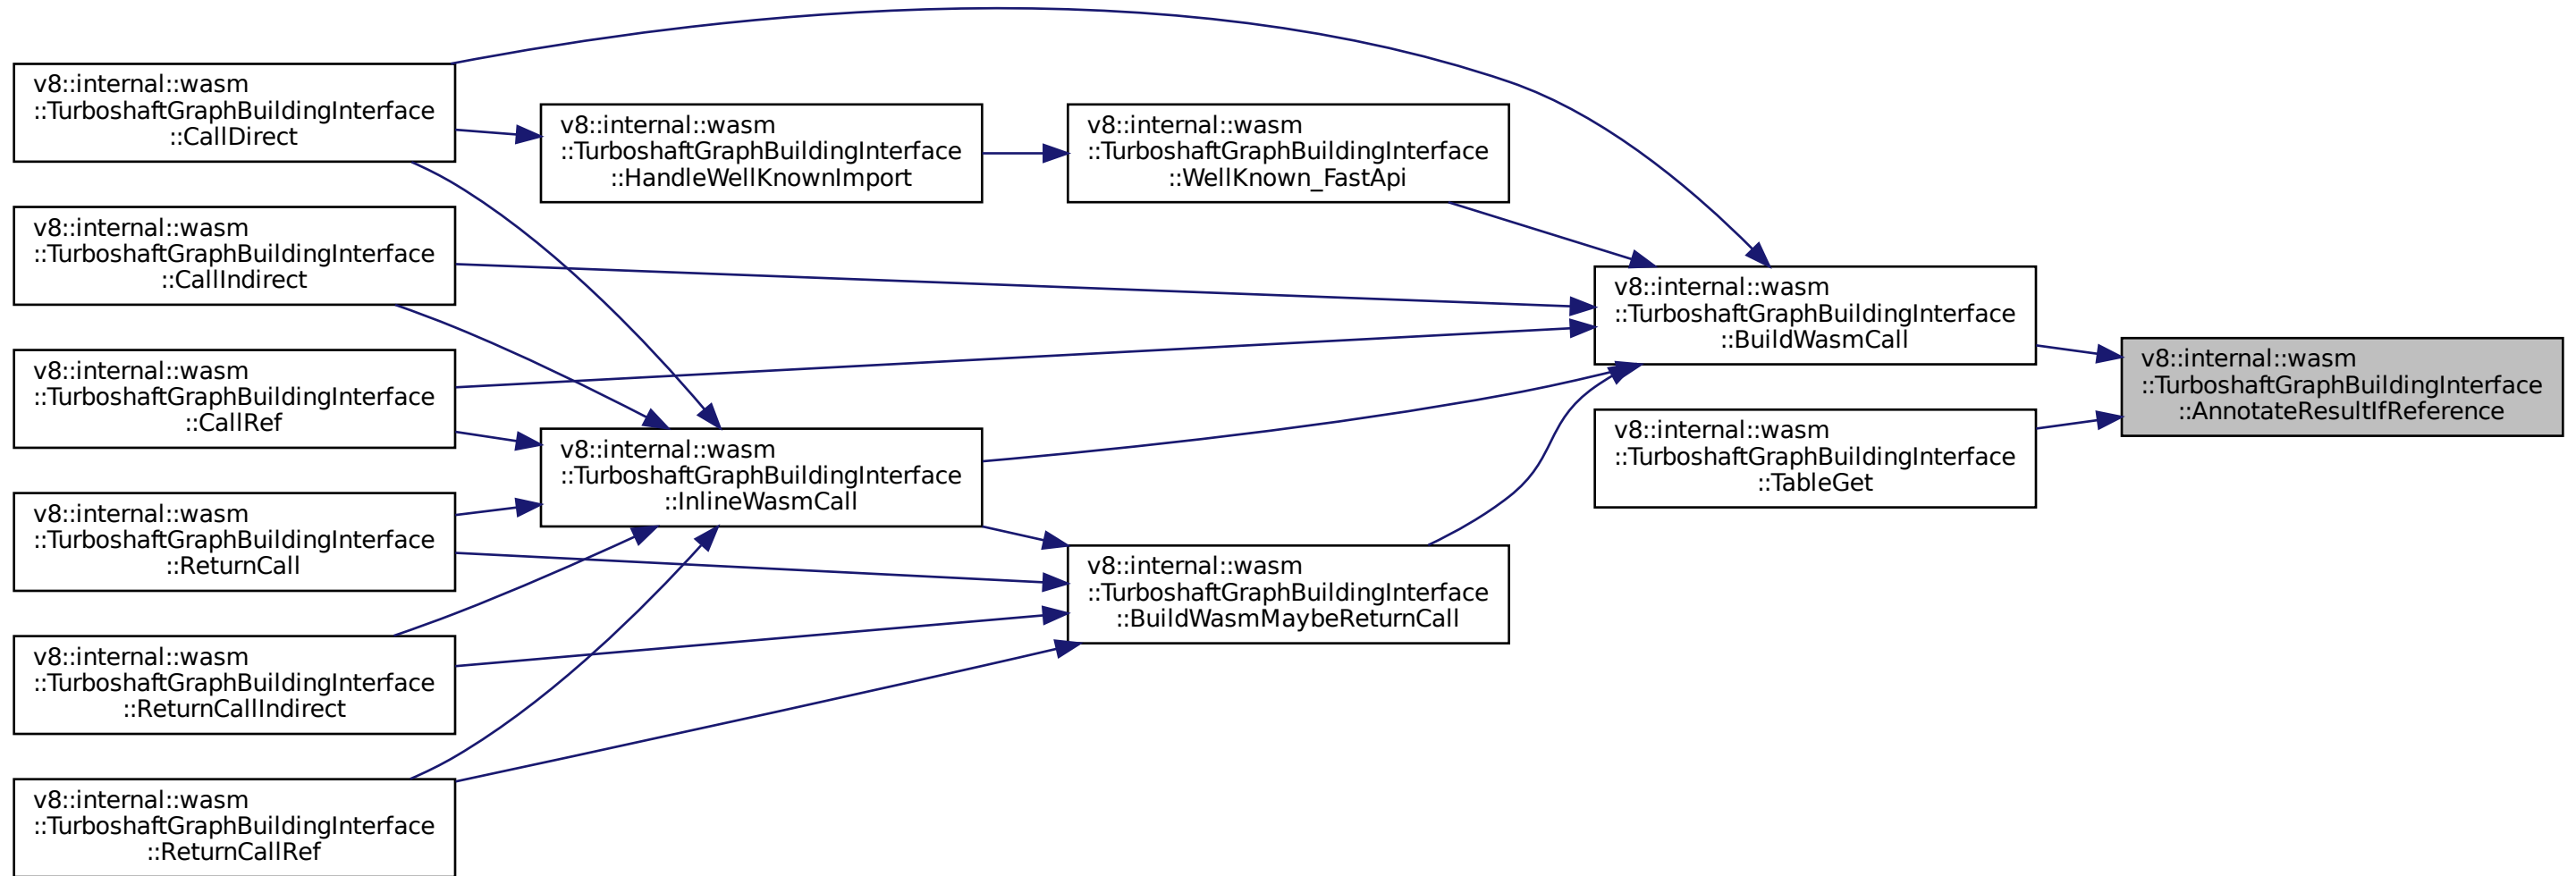 v8::internal::wasm
::TurboshaftGraphBuildingInterface
::CallDirect
v8::internal::wasm
::TurboshaftGraphBuildingInterface
::CallIndirect
v8::internal::wasm
::TurboshaftGraphBuildingInterface
::CallRef
v8::internal::wasm
::TurboshaftGraphBuildingInterface
::ReturnCall
v8::internal::wasm
::TurboshaftGraphBuildingInterface
::ReturnCallIndirect
v8::internal::wasm
::TurboshaftGraphBuildingInterface
::ReturnCallRef
v8::internal::wasm
::TurboshaftGraphBuildingInterface
::HandleWellKnownImport
v8::internal::wasm
::TurboshaftGraphBuildingInterface
::InlineWasmCall
v8::internal::wasm
::TurboshaftGraphBuildingInterface
::WellKnown_FastApi
v8::internal::wasm
::TurboshaftGraphBuildingInterface
::BuildWasmMaybeReturnCall
v8::internal::wasm
::TurboshaftGraphBuildingInterface
::BuildWasmCall
v8::internal::wasm
::TurboshaftGraphBuildingInterface
::TableGet
v8::internal::wasm
::TurboshaftGraphBuildingInterface
::AnnotateResultIfReference